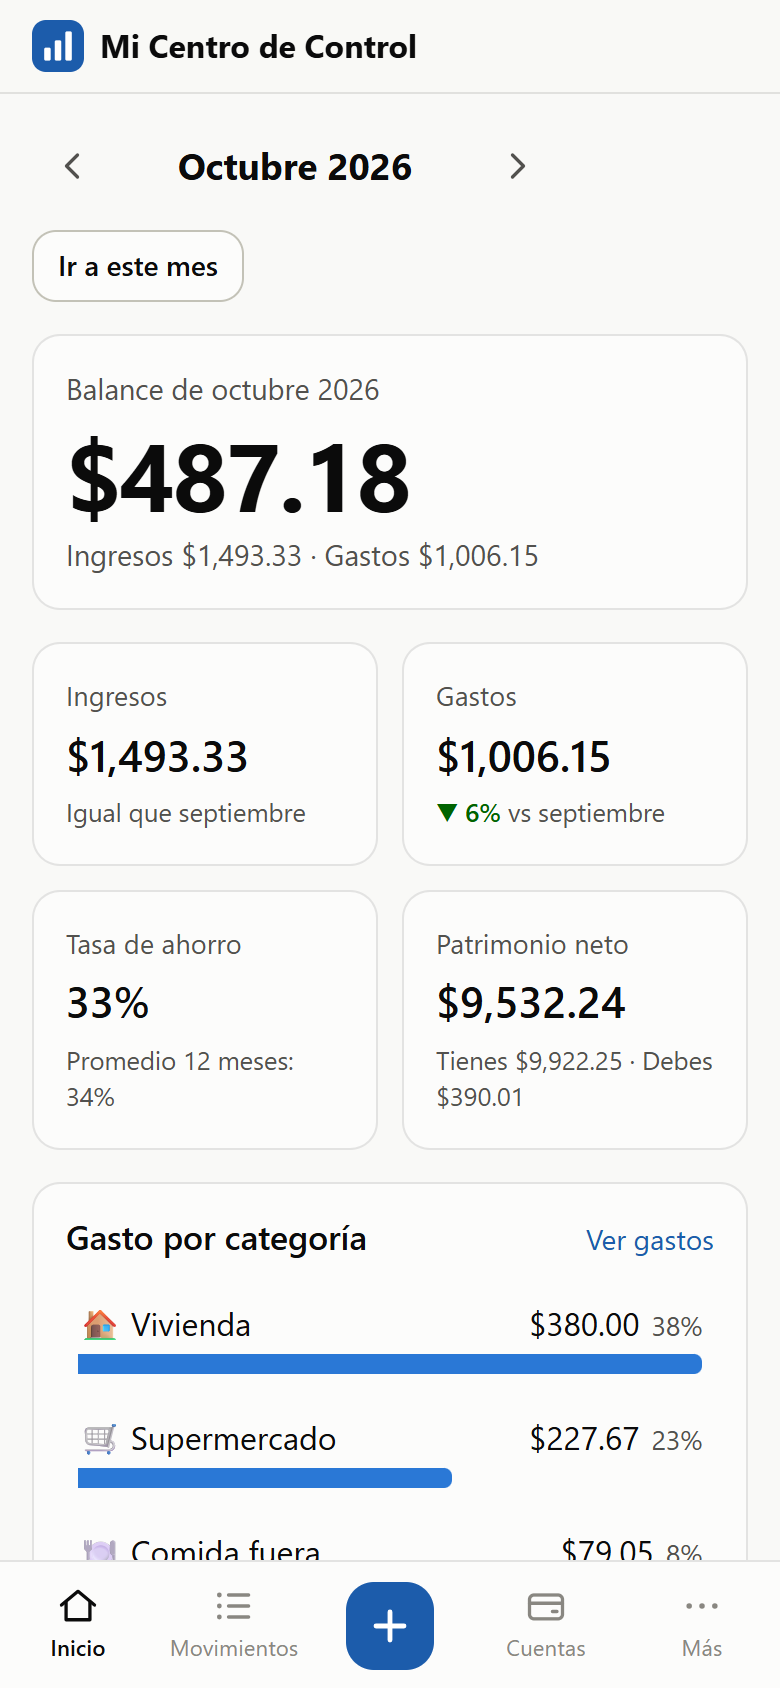 Mi Centro de Control
Octubre 2026
Ir a este mes
Balance de octubre 2026
$487.18
Ingresos $1,493.33 · Gastos $1,006.15
Ingresos
$1,493.33
Igual que septiembre
Gastos
$1,006.15
▼ 6% vs septiembre
Tasa de ahorro
33%
Promedio 12 meses:
34%
Patrimonio neto
$9,532.24
Tienes $9,922.25 · Debes
$390.01
Gasto por categoría
Ver gastos
Vivienda $380.00 38%
Supermercado $227.67 23%
Comida fuera $79.05 8%
Inicio
Movimientos
Cuentas
Más